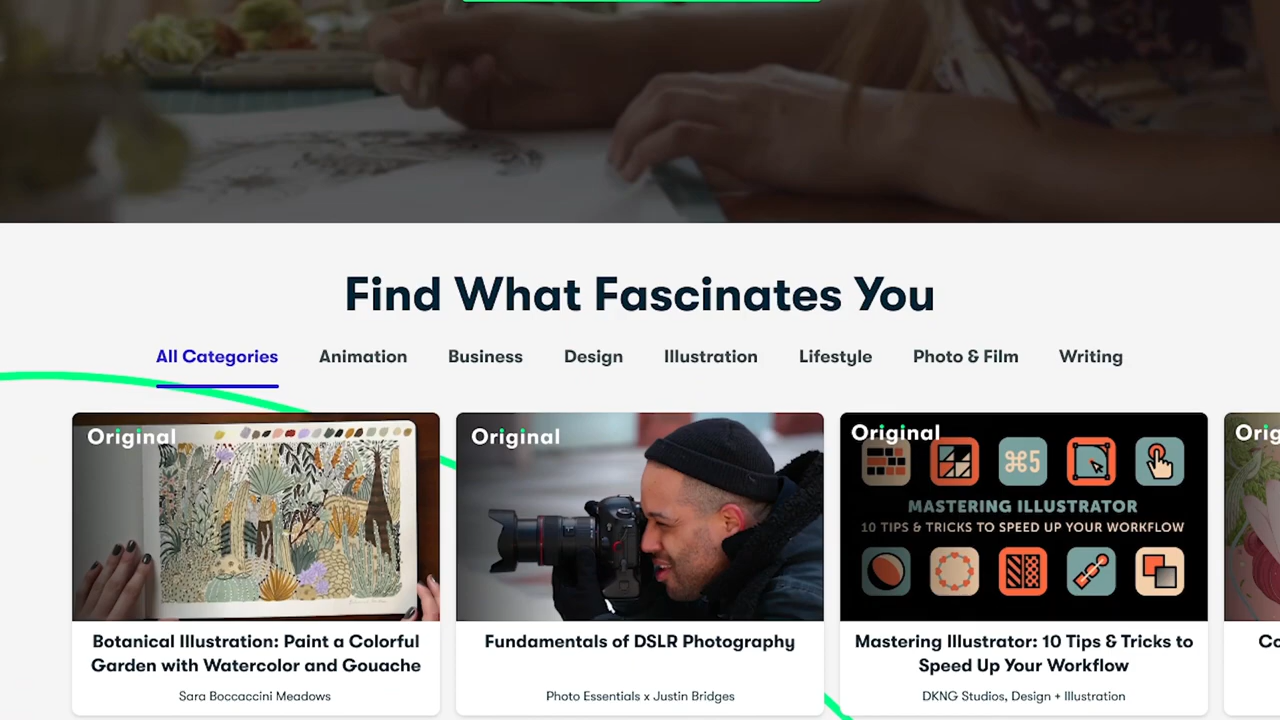 Find What Fascinates You
All Categories Animation Business Design Illustration Lifestyle Photo & Film Writing
Original
Botanical Illustration: Paint a Colorful
Garden with Watercolor and Gouache
Sara Boccaccini Meadows
Original
Fundamentals of DSLR Photography
Photo Essentials x Justin Bridges
Original
⌘5
MASTERING ILLUSTRATOR
10 TIPS & TRICKS TO SPEED UP YOUR WORKFLOW
Mastering Illustrator: 10 Tips & Tricks to
Speed Up Your Workflow
DKNG Studios, Design + Illustration
Orig
Co